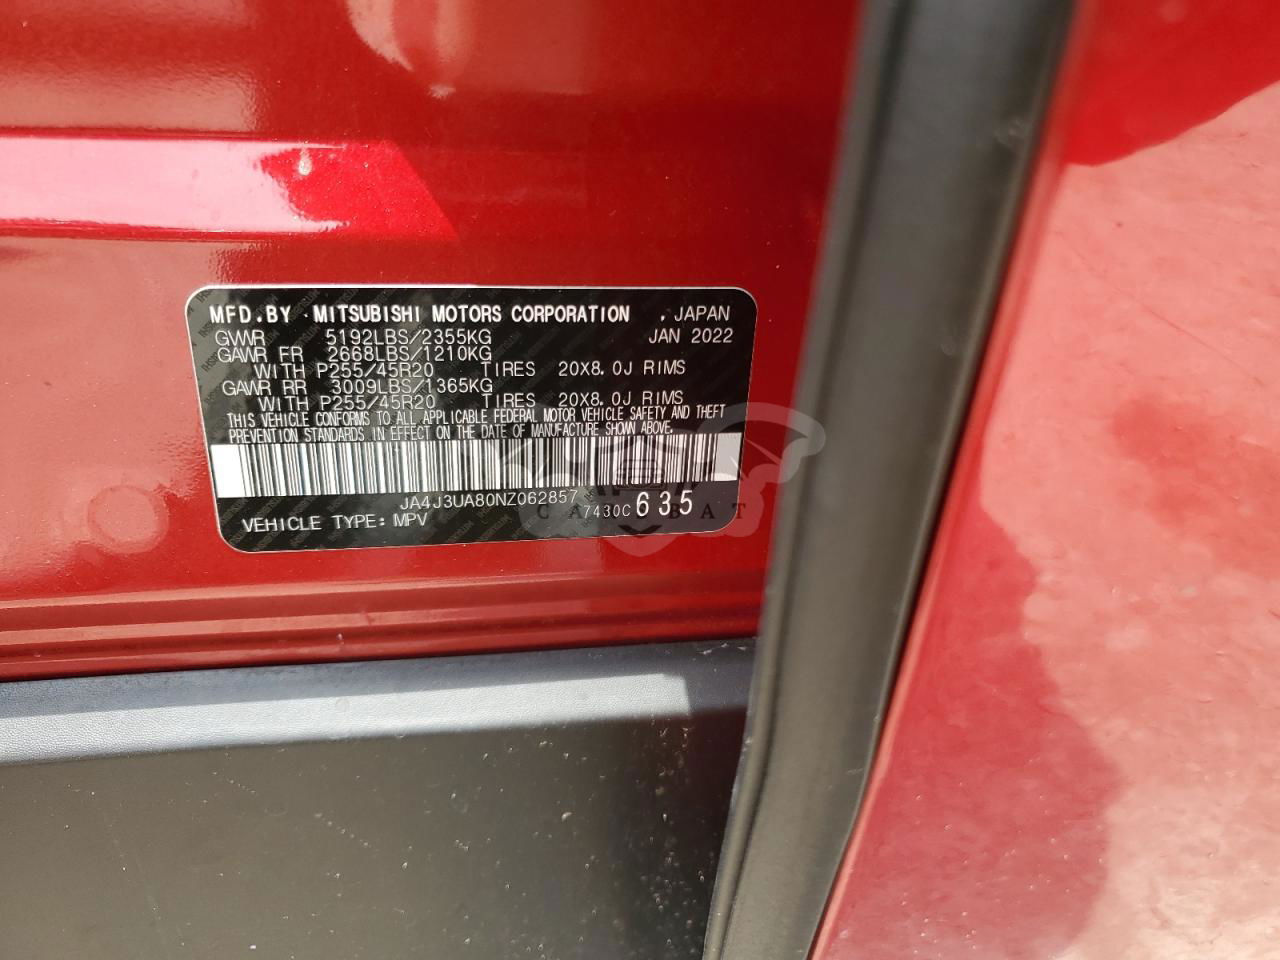 MFD.BY MITSUBISHI MOTORS CORPORATION , JAPAN
GVWR 5192LBS/2355KG JAN 2022
GAWR FR 2668LBS/1210KG
WITH P255/45R20 TIRES 20X8.0J RIMS
GAWR RR 3009LBS/1365KG
WITH P255/45R20 TIRES 20X8.0J RIMS
THIS VEHICLE CONFORMS TO ALL APPLICABLE FEDERAL MOTOR VEHICLE SAFETY AND THEFT
PREVENTION STANDARDS IN EFFECT ON THE DATE OF MANUFACTURE SHOWN ABOVE.
JA4J3UA80NZ062857
7430C 635
VEHICLE TYPE: MPV